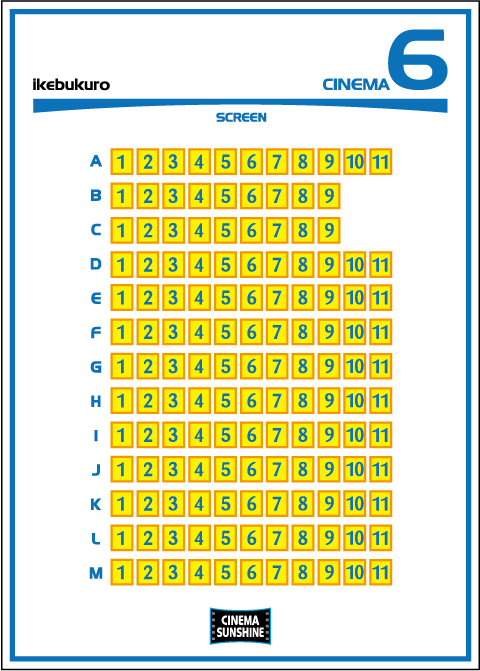 ikebukuro CINEMA 6
SCREEN
A 1 2 3 4 5 6 7 8 9 10 11
B 1 2 3 4 5 6 7 8 9
C 1 2 3 4 5 6 7 8 9
D 1 2 3 4 5 6 7 8 9 10 11
E 1 2 3 4 5 6 7 8 9 10 11
F 1 2 3 4 5 6 7 8 9 10 11
G 1 2 3 4 5 6 7 8 9 10 11
H 1 2 3 4 5 6 7 8 9 10 11
I 1 2 3 4 5 6 7 8 9 10 11
J 1 2 3 4 5 6 7 8 9 10 11
K 1 2 3 4 5 6 7 8 9 10 11
L 1 2 3 4 5 6 7 8 9 10 11
M 1 2 3 4 5 6 7 8 9 10 11
CINEMA
SUNSHINE